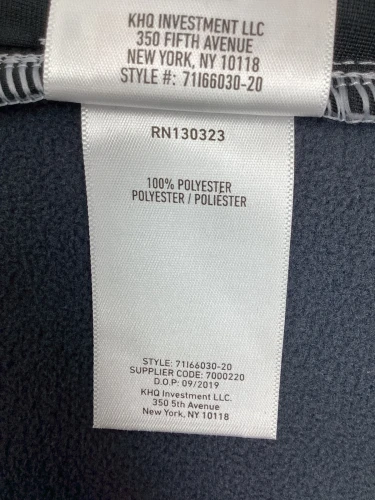 KHQ INVESTMENT LLC
350 FIFTH AVENUE
NEW YORK, NY 10118
STYLE #: 71I66030-20
RN130323
100% POLYESTER
POLYESTER / POLIÉSTER
STYLE: 71I66030-20
SUPPLIER CODE: 7000220
D.O.P: 09/2019
KHQ Investment LLC.
350 5th Avenue
New York, NY 10118